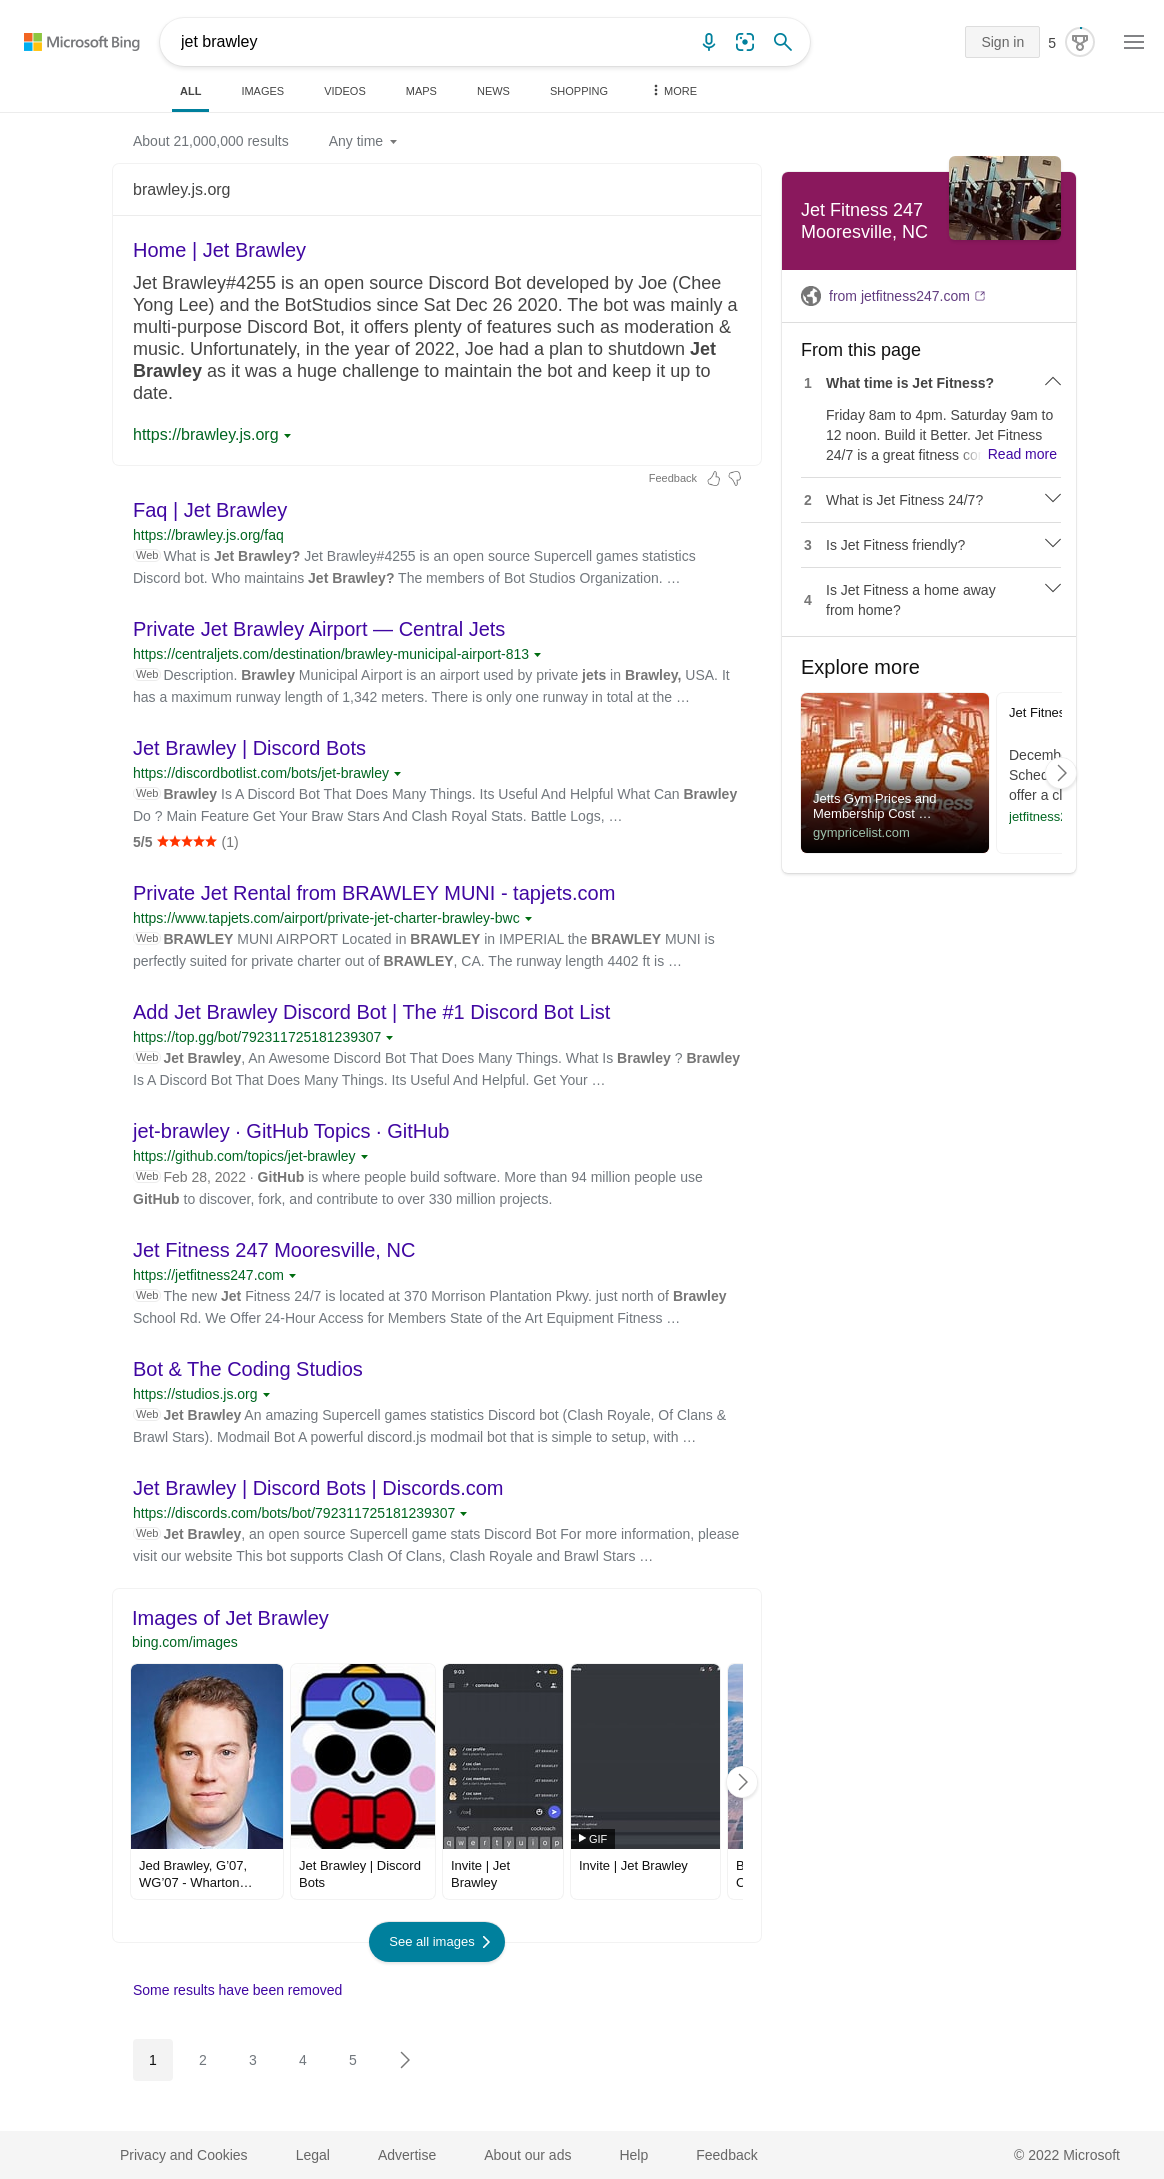 Microsoft Bing
jet brawley
Sign in
5
ALL
IMAGES
VIDEOS
MAPS
NEWS
SHOPPING
MORE
About 21,000,000 results
Any time
brawley.js.org
Home | Jet Brawley
Jet Brawley#4255 is an open source Discord Bot developed by Joe (Chee
Yong Lee) and the BotStudios since Sat Dec 26 2020. The bot was mainly a
multi-purpose Discord Bot, it offers plenty of features such as moderation &
music. Unfortunately, in the year of 2022, Joe had a plan to shutdown Jet
Brawley as it was a huge challenge to maintain the bot and keep it up to
date.
https://brawley.js.org
Feedback
Faq | Jet Brawley
https://brawley.js.org/faq
Web What is Jet Brawley? Jet Brawley#4255 is an open source Supercell games statistics
Discord bot. Who maintains Jet Brawley? The members of Bot Studios Organization. …
Private Jet Brawley Airport — Central Jets
https://centraljets.com/destination/brawley-municipal-airport-813
Web Description. Brawley Municipal Airport is an airport used by private jets in Brawley, USA. It
has a maximum runway length of 1,342 meters. There is only one runway in total at the …
Jet Brawley | Discord Bots
https://discordbotlist.com/bots/jet-brawley
Web Brawley Is A Discord Bot That Does Many Things. Its Useful And Helpful What Can Brawley
Do ? Main Feature Get Your Braw Stars And Clash Royal Stats. Battle Logs, …
5/5 ★★★★★ (1)
Private Jet Rental from BRAWLEY MUNI - tapjets.com
https://www.tapjets.com/airport/private-jet-charter-brawley-bwc
Web BRAWLEY MUNI AIRPORT Located in BRAWLEY in IMPERIAL the BRAWLEY MUNI is
perfectly suited for private charter out of BRAWLEY, CA. The runway length 4402 ft is …
Add Jet Brawley Discord Bot | The #1 Discord Bot List
https://top.gg/bot/792311725181239307
Web Jet Brawley, An Awesome Discord Bot That Does Many Things. What Is Brawley ? Brawley
Is A Discord Bot That Does Many Things. Its Useful And Helpful. Get Your …
jet-brawley · GitHub Topics · GitHub
https://github.com/topics/jet-brawley
Web Feb 28, 2022 · GitHub is where people build software. More than 94 million people use
GitHub to discover, fork, and contribute to over 330 million projects.
Jet Fitness 247 Mooresville, NC
https://jetfitness247.com
Web The new Jet Fitness 24/7 is located at 370 Morrison Plantation Pkwy. just north of Brawley
School Rd. We Offer 24-Hour Access for Members State of the Art Equipment Fitness …
Bot & The Coding Studios
https://studios.js.org
Web Jet Brawley An amazing Supercell games statistics Discord bot (Clash Royale, Of Clans &
Brawl Stars). Modmail Bot A powerful discord.js modmail bot that is simple to setup, with …
Jet Brawley | Discord Bots | Discords.com
https://discords.com/bots/bot/792311725181239307
Web Jet Brawley, an open source Supercell game stats Discord Bot For more information, please
visit our website This bot supports Clash Of Clans, Clash Royale and Brawl Stars …
Images of Jet Brawley
bing.com/images
9:03
commands
/ coc profile
JET BRAWLEY
/ coc clan
JET BRAWLEY
/ coc members
JET BRAWLEY
/ coc save
JET BRAWLEY
/coc
"coc" coconut cockroach
q w e r t y u i o p
GIF
Jed Brawley, G'07,
WG'07 - Wharton…
Jet Brawley | Discord
Bots
Invite | Jet
Brawley
Invite | Jet Brawley
See all images
Some results have been removed
1
2
3
4
5
Jet Fitness 247
Mooresville, NC
from jetfitness247.com
From this page
1 What time is Jet Fitness?
Friday 8am to 4pm. Saturday 9am to
12 noon. Build it Better. Jet Fitness
24/7 is a great fitness co Read more
2 What is Jet Fitness 24/7?
3 Is Jet Fitness friendly?
4 Is Jet Fitness a home away
from home?
Explore more
jetts
24 hour fitness
Jetts Gym Prices and
Membership Cost …
gympricelist.com
Jet Fitnes
Decemb
Sched
offer a cl
jetfitness2
Privacy and Cookies
Legal
Advertise
About our ads
Help
Feedback
© 2022 Microsoft